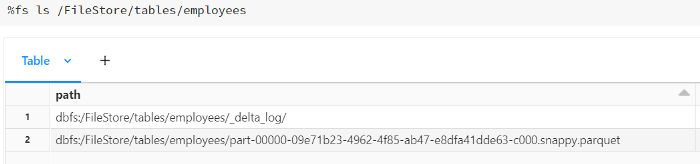 %fs ls /FileStore/tables/employees
Table +
path
1 dbfs:/FileStore/tables/employees/_delta_log/
2 dbfs:/FileStore/tables/employees/part-00000-09e71b23-4962-4f85-ab47-e8dfa41dde63-c000.snappy.parquet